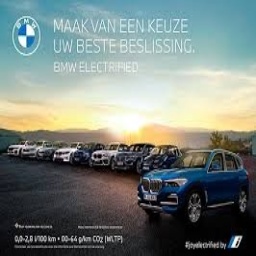 BMW
MAAK VAN EEN KEUZE
UW BESTE BESLISSING.
BMW ELECTRIFIED.
0,0-2,8 l/100 km • 00-64 g/km CO2 (WLTP)
#joyelectrified by